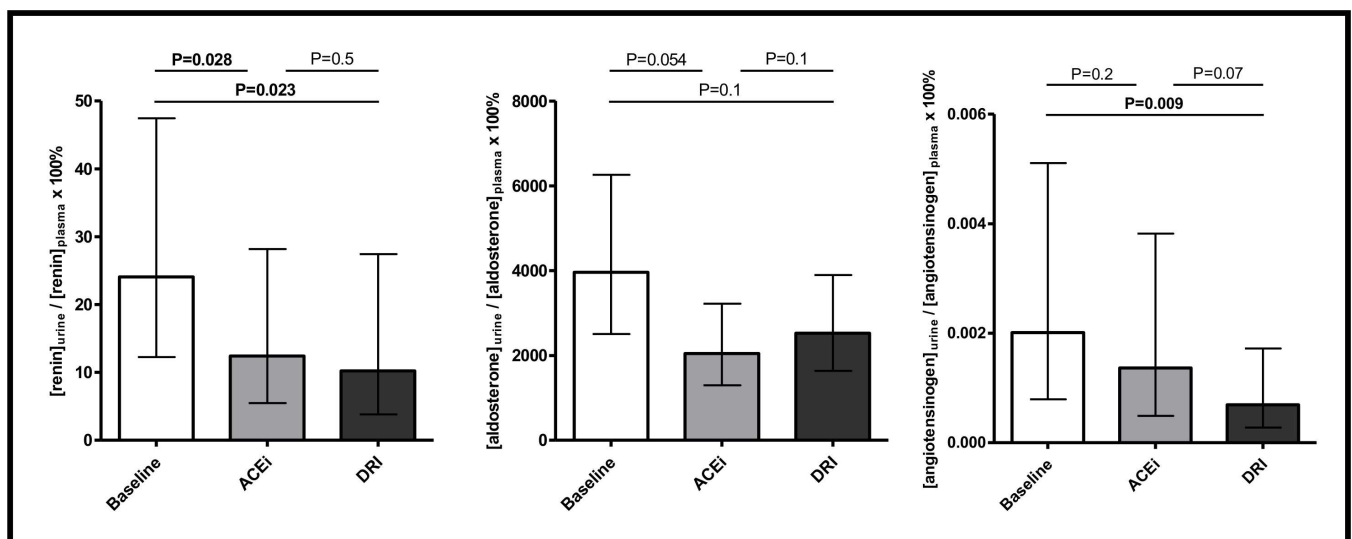 P=0.028
P=0.5
P=0.023
50
40
30
20
10
0
[renin]urine / [renin]plasma x 100%
Baseline
ACEi
DRI
P=0.054
P=0.1
P=0.1
8000
6000
4000
2000
0
[aldosterone]urine / [aldosterone]plasma x 100%
Baseline
ACEi
DRI
P=0.2
P=0.07
P=0.009
0.006
0.004
0.002
0.000
[angiotensinogen]urine / [angiotensinogen]plasma x 100%
Baseline
ACEi
DRI